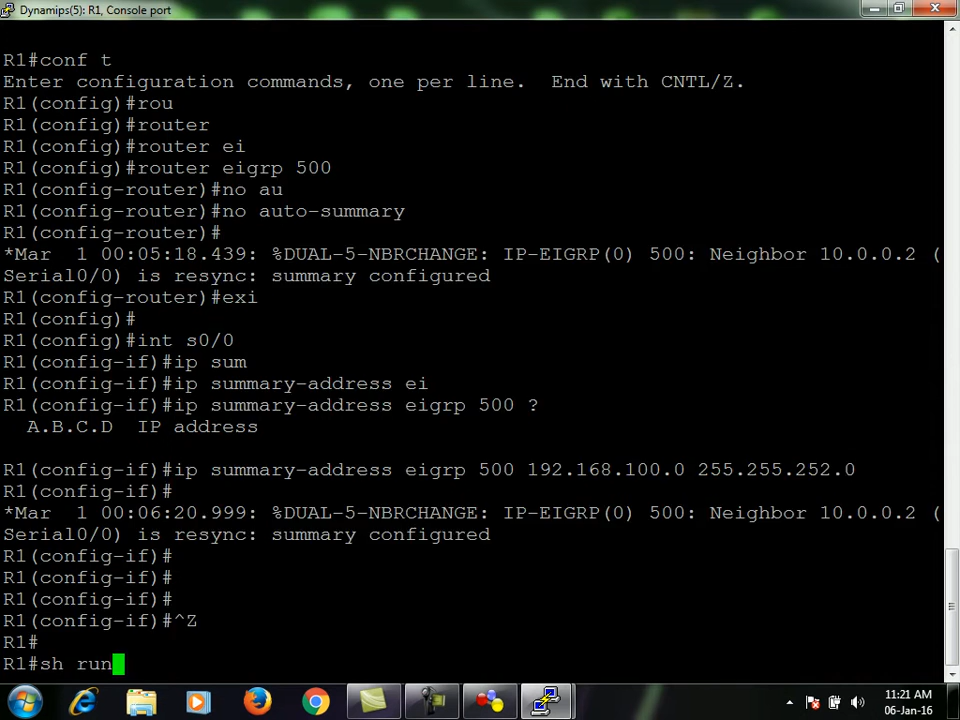 Dynamips(5): R1, Console port
R1#conf t
Enter configuration commands, one per line.  End with CNTL/Z.
R1(config)#rou
R1(config)#router
R1(config)#router ei
R1(config)#router eigrp 500
R1(config-router)#no au
R1(config-router)#no auto-summary
R1(config-router)#
*Mar  1 00:05:18.439: %DUAL-5-NBRCHANGE: IP-EIGRP(0) 500: Neighbor 10.0.0.2 (
Serial0/0) is resync: summary configured
R1(config-router)#exi
R1(config)#
R1(config)#int s0/0
R1(config-if)#ip sum
R1(config-if)#ip summary-address ei
R1(config-if)#ip summary-address eigrp 500 ?
  A.B.C.D  IP address
R1(config-if)#ip summary-address eigrp 500 192.168.100.0 255.255.252.0
R1(config-if)#
*Mar  1 00:06:20.999: %DUAL-5-NBRCHANGE: IP-EIGRP(0) 500: Neighbor 10.0.0.2 (
Serial0/0) is resync: summary configured
R1(config-if)#
R1(config-if)#
R1(config-if)#
R1(config-if)#^Z
R1#
R1#sh run
11:21 AM
06-Jan-16